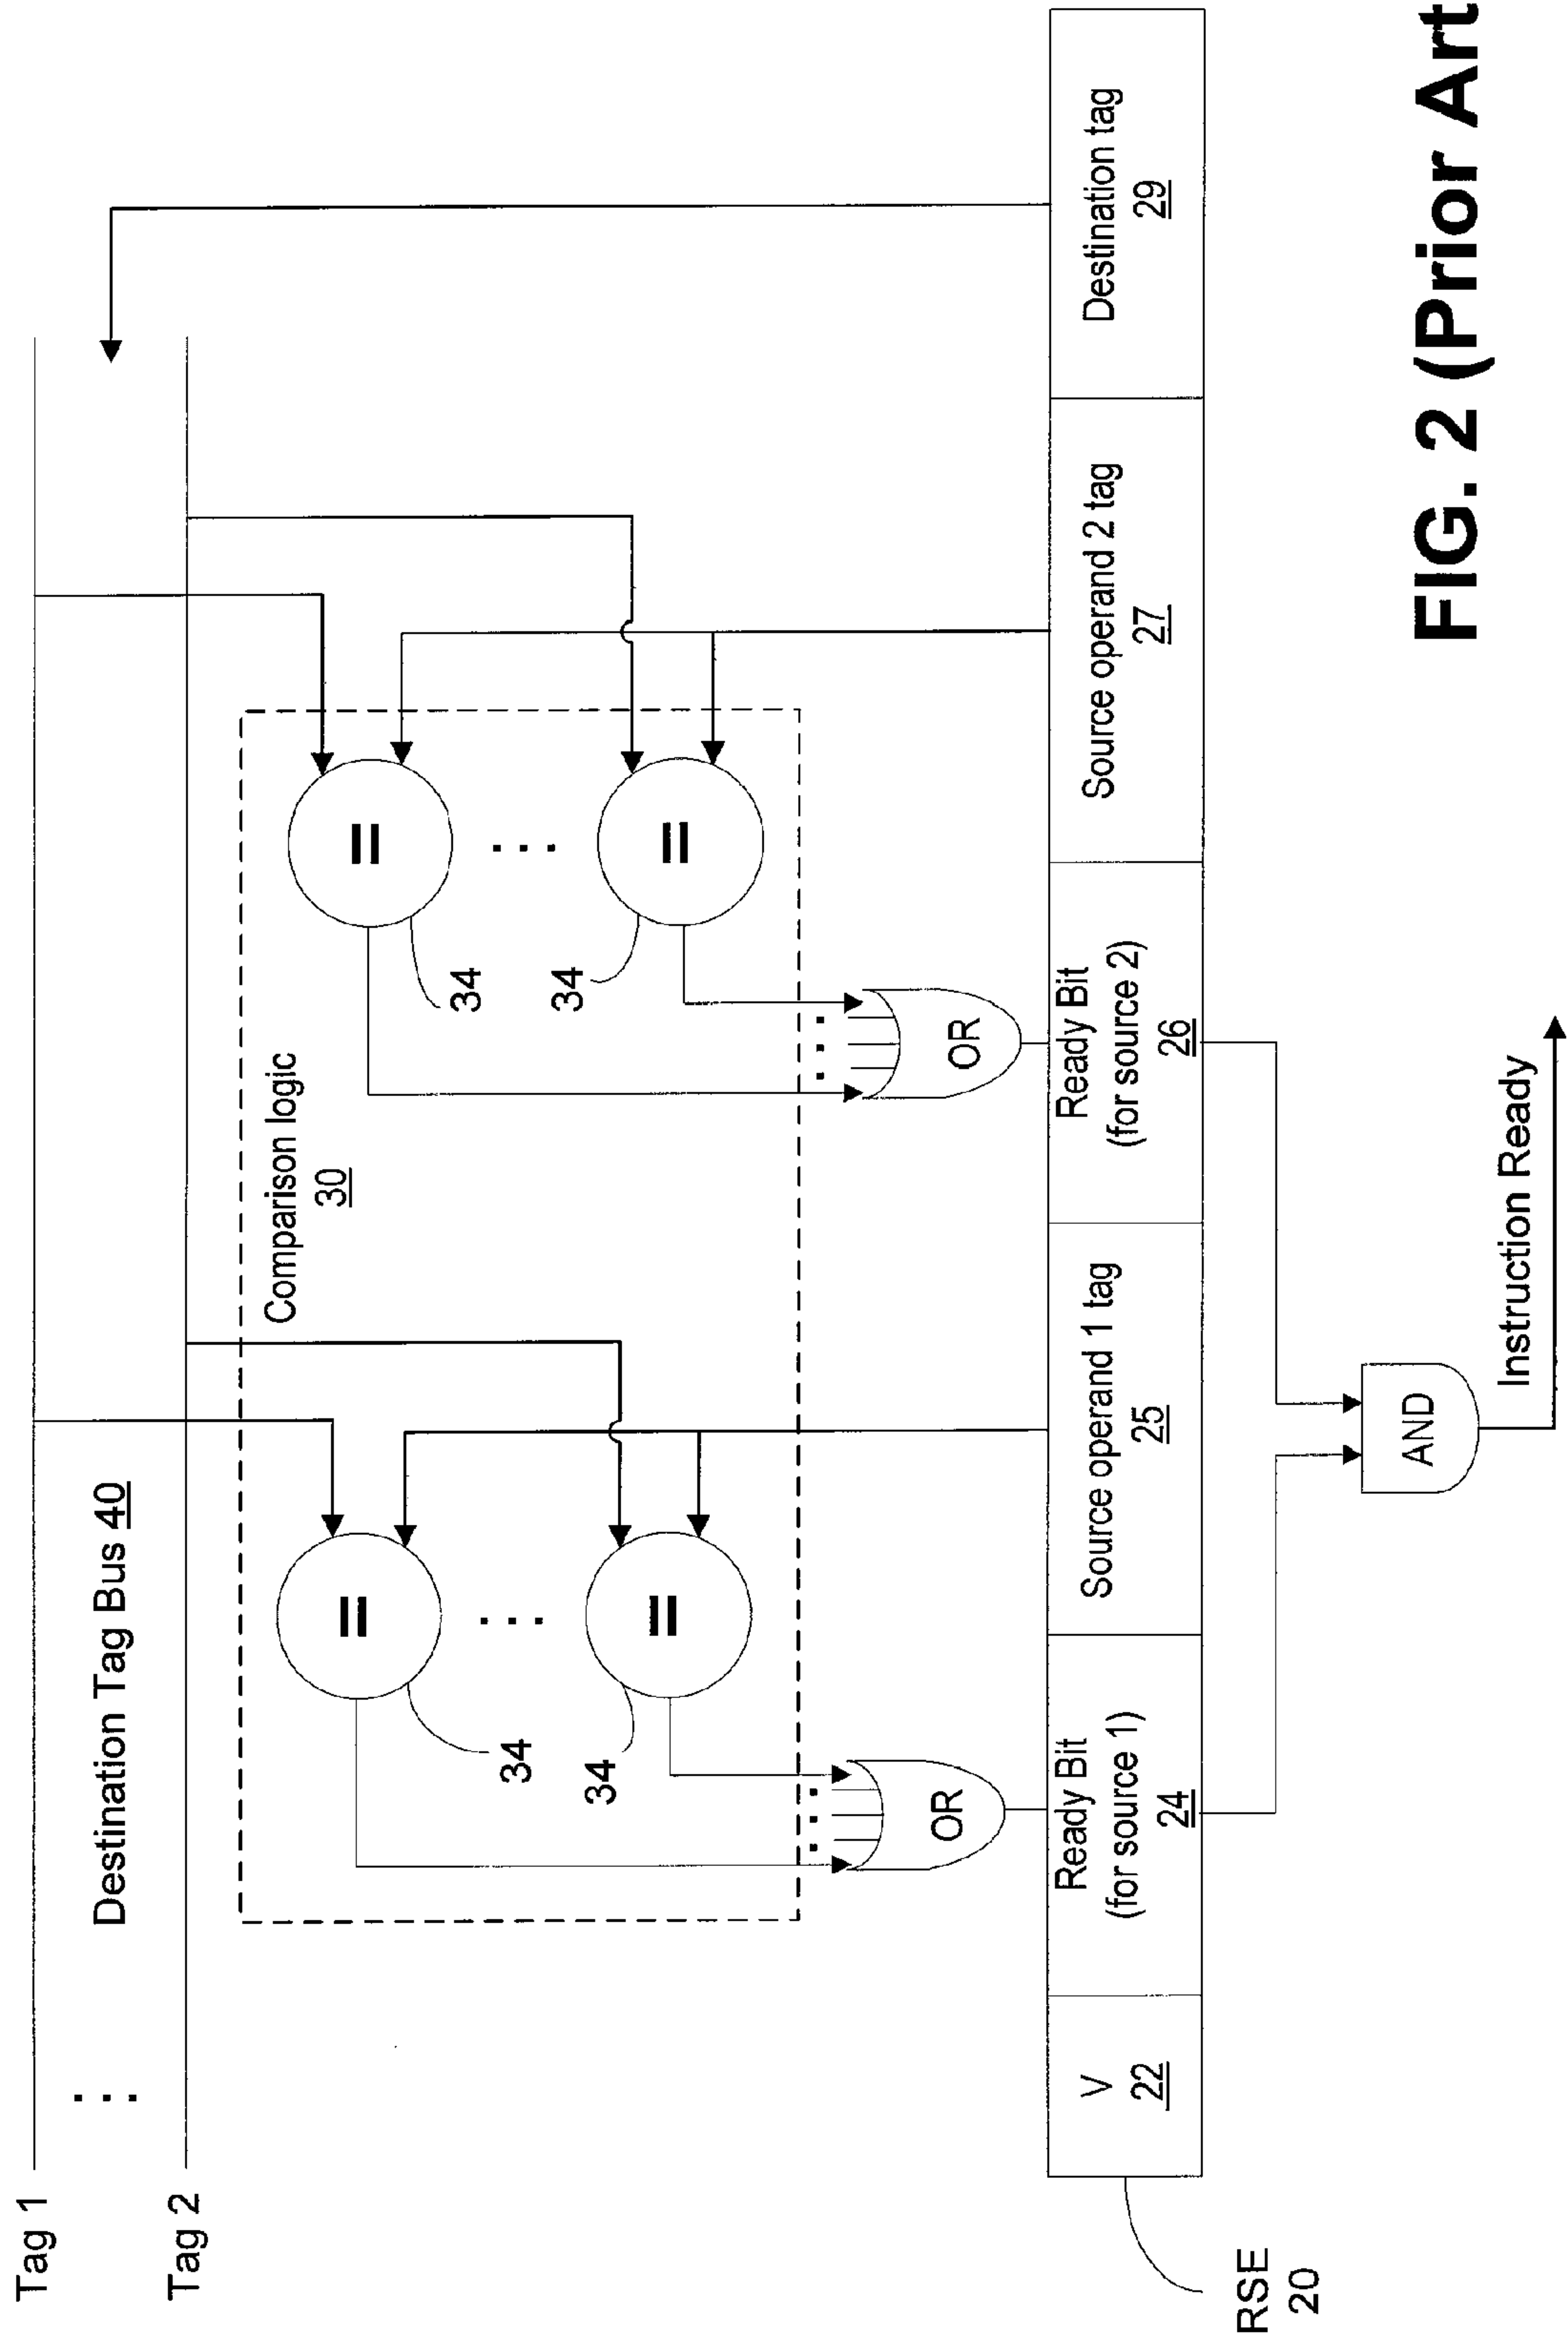 Tag 1
Tag 2
Destination Tag Bus 40
Comparison logic
30
=
=
=
=
34
34
34
34
OR
OR
RSE
20
V
22
Ready Bit
(for source 1)
24
Source operand 1 tag
25
Ready Bit
(for source 2)
26
Source operand 2 tag
27
Destination tag
29
AND
Instruction Ready
FIG. 2 (Prior Art